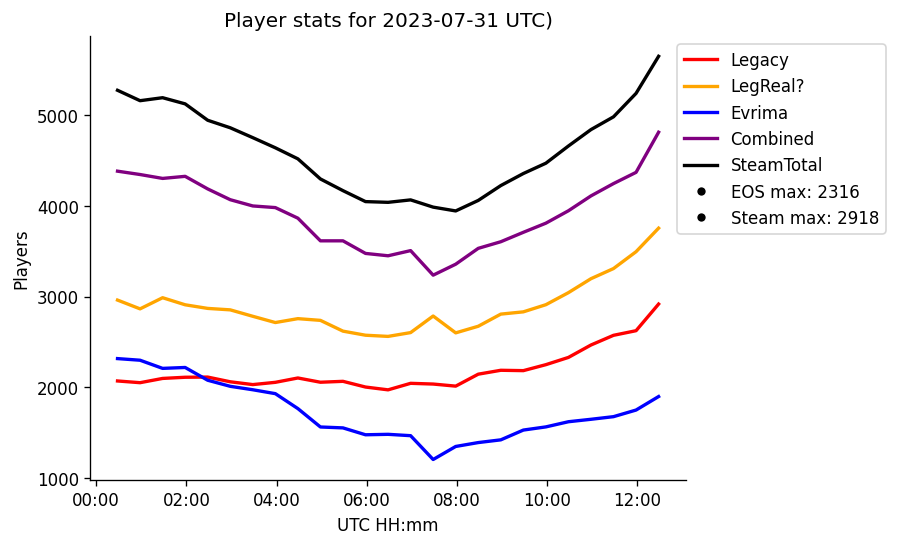 Player stats for 2023-07-31 UTC)
Legacy
LegReal?
Evrima
Combined
SteamTotal
EOS max: 2316
Steam max: 2918
Players
5000
4000
3000
2000
1000
00:00 02:00 04:00 06:00 08:00 10:00 12:00
UTC HH:mm